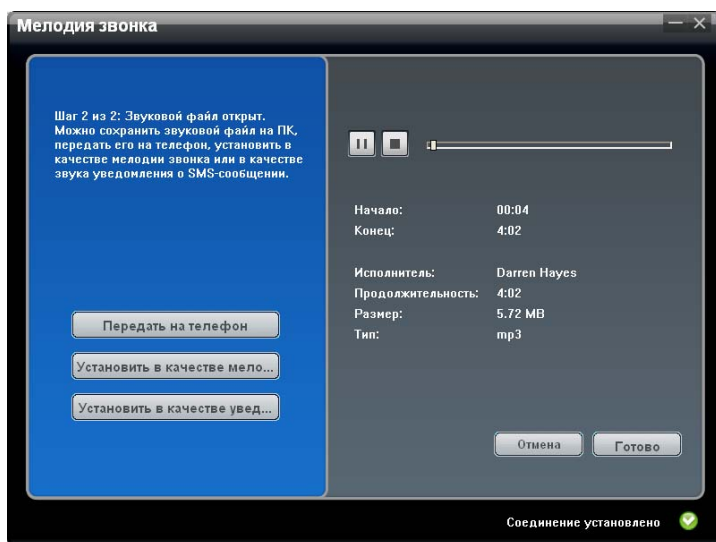 Мелодия звонка
Шаг 2 из 2: Звуковой файл открыт.
Можно сохранить звуковой файл на ПК,
передать его на телефон, установить в
качестве мелодии звонка или в качестве
звука уведомления о SMS-сообщении.
Передать на телефон
Установить в качестве мело...
Установить в качестве увед...
Начало: 00:04
Конец: 4:02
Исполнитель: Darren Hayes
Продолжительность: 4:02
Размер: 5.72 MB
Тип: mp3
Отмена Готово
Соединение установлено